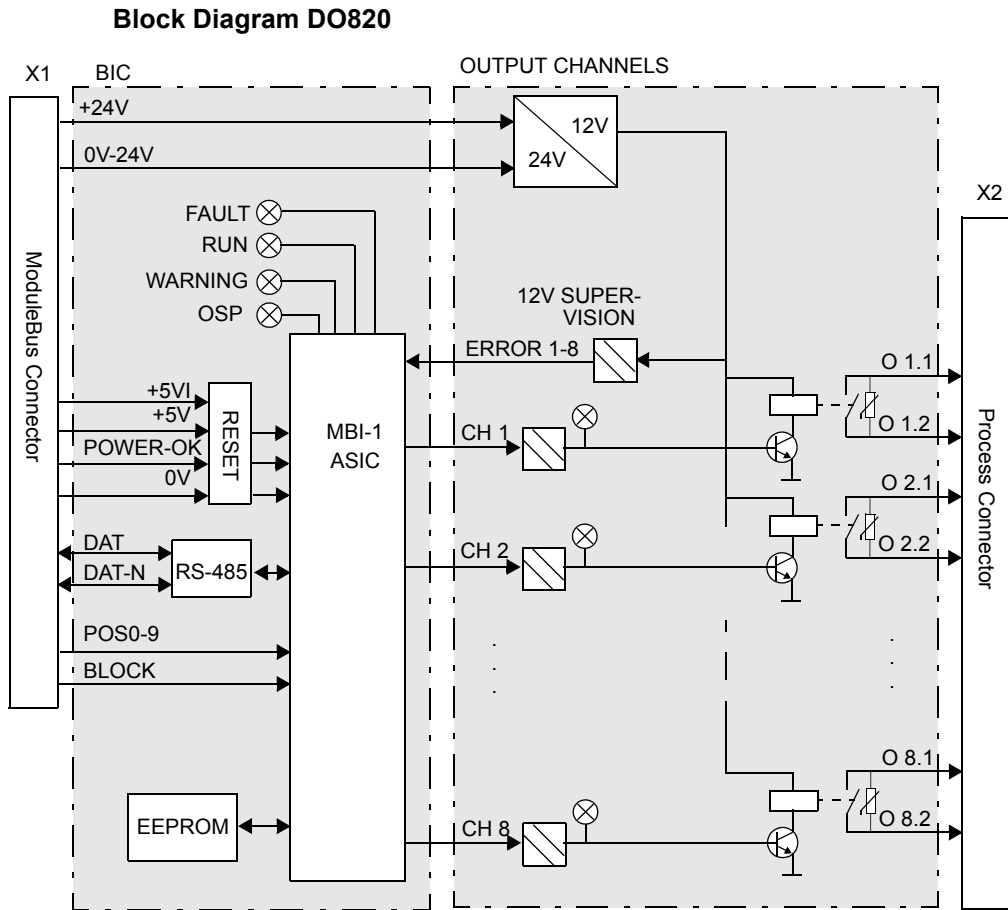 Block Diagram DO820
X1
BIC
OUTPUT CHANNELS
+24V
12V
24V
0V-24V
X2
FAULT
RUN
WARNING
OSP
12V SUPER-
VISION
ERROR 1-8
ModuleBus Connector
+5VI
+5V
POWER-OK
0V
RESET
MBI-1
ASIC
CH 1
O 1.1
O 1.2
Process Connector
O 2.1
CH 2
O 2.2
DAT
DAT-N
RS-485
POS0-9
BLOCK
O 8.1
EEPROM
CH 8
O 8.2